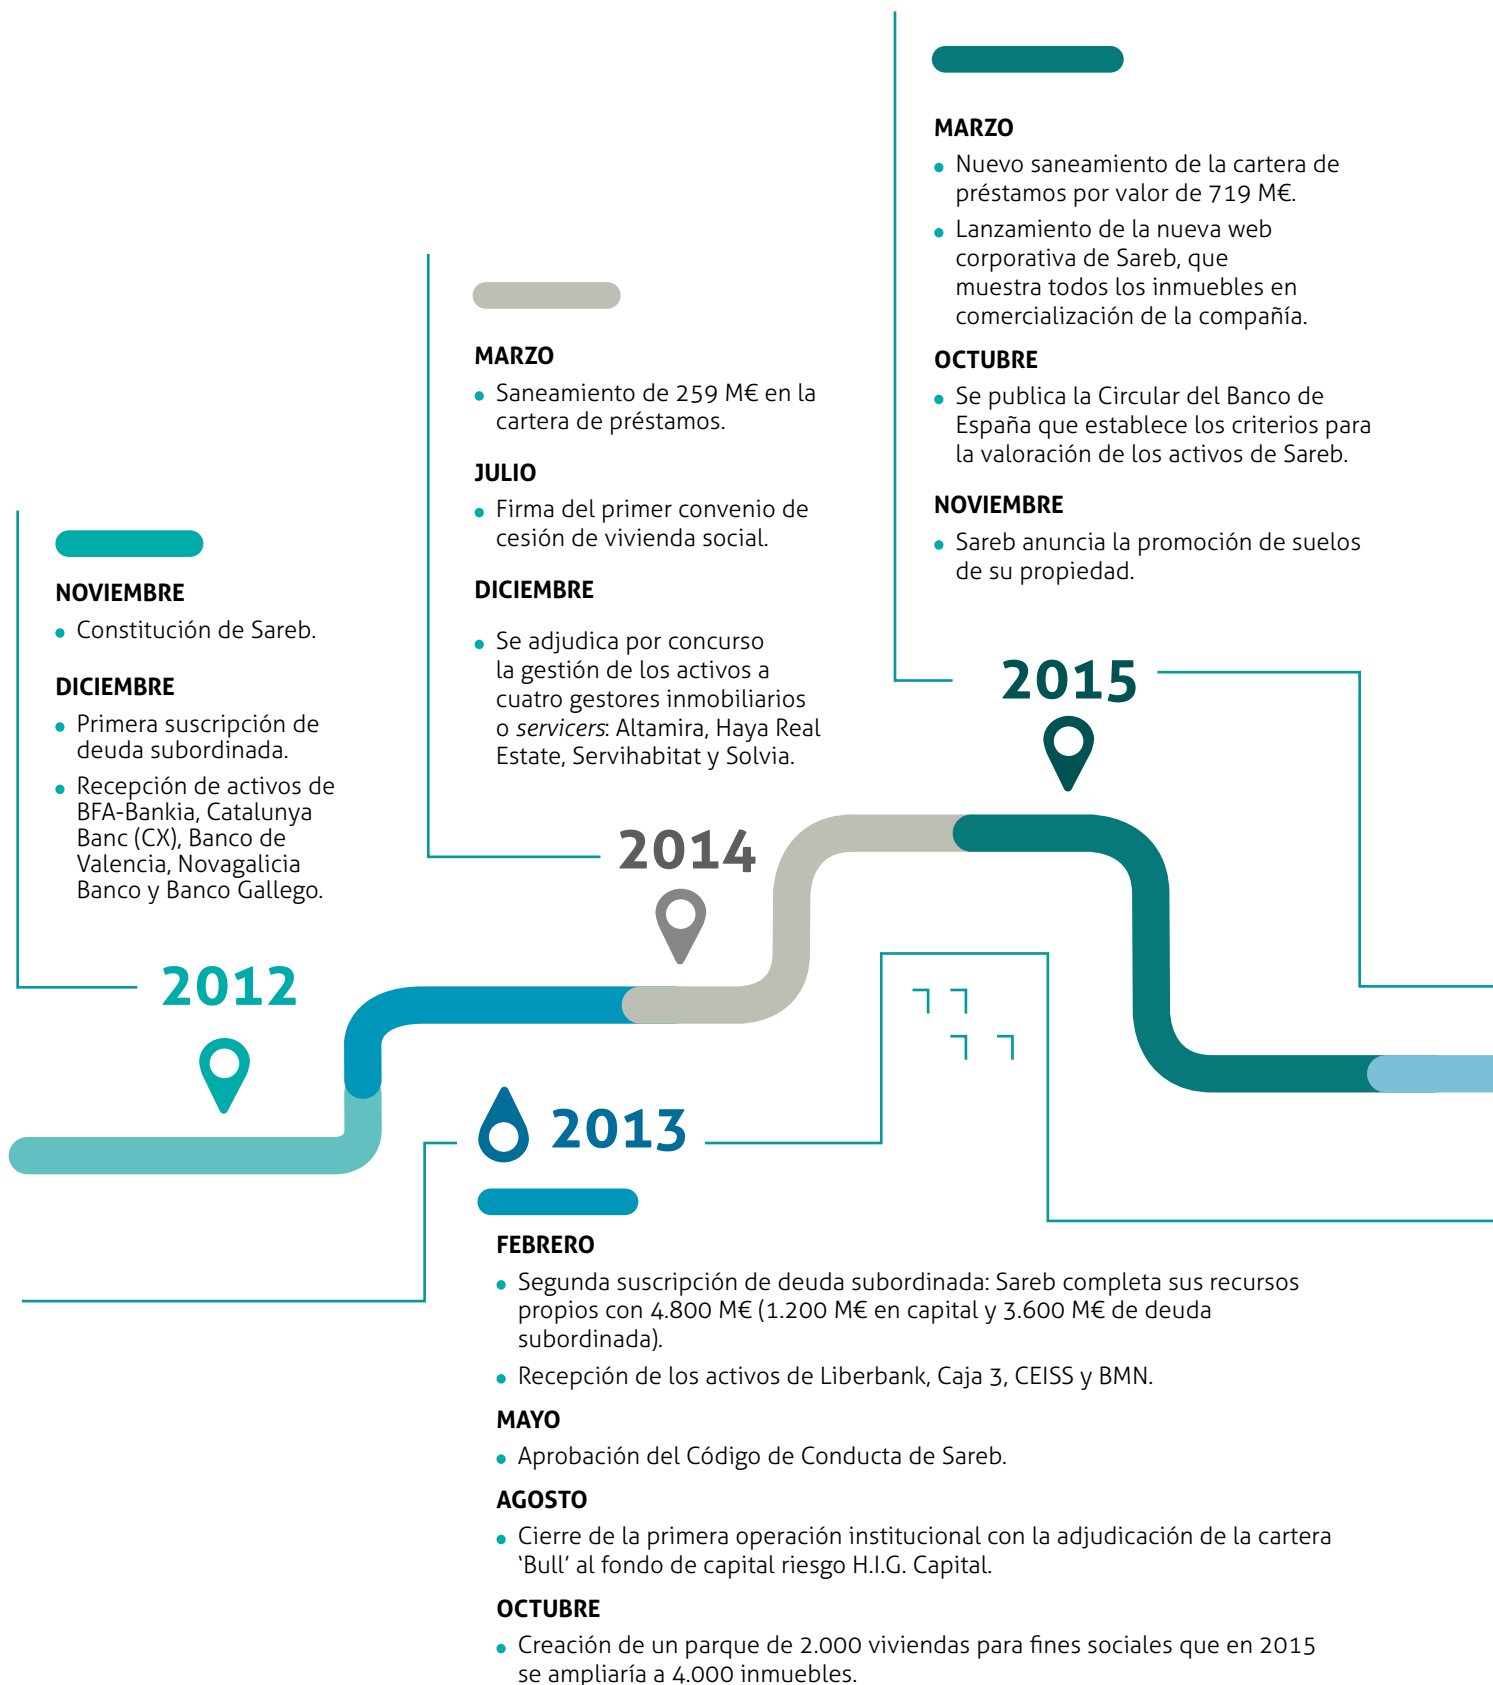 2012
NOVIEMBRE
Constitución de Sareb.
DICIEMBRE
Primera suscripción de
deuda subordinada.
Recepción de activos de
BFA-Bankia, Catalunya
Banc (CX), Banco de
Valencia, Novagalicia
Banco y Banco Gallego.
2013
FEBRERO
Segunda suscripción de deuda subordinada: Sareb completa sus recursos
propios con 4.800 M€ (1.200 M€ en capital y 3.600 M€ de deuda
subordinada).
Recepción de los activos de Liberbank, Caja 3, CEISS y BMN.
MAYO
Aprobación del Código de Conducta de Sareb.
AGOSTO
Cierre de la primera operación institucional con la adjudicación de la cartera
‘Bull’ al fondo de capital riesgo H.I.G. Capital.
OCTUBRE
Creación de un parque de 2.000 viviendas para fines sociales que en 2015
se ampliaría a 4.000 inmuebles.
2014
MARZO
Saneamiento de 259 M€ en la
cartera de préstamos.
JULIO
Firma del primer convenio de
cesión de vivienda social.
DICIEMBRE
Se adjudica por concurso
la gestión de los activos a
cuatro gestores inmobiliarios
o servicers: Altamira, Haya Real
Estate, Servihabitat y Solvia.
2015
MARZO
Nuevo saneamiento de la cartera de
préstamos por valor de 719 M€.
Lanzamiento de la nueva web
corporativa de Sareb, que
muestra todos los inmuebles en
comercialización de la compañía.
OCTUBRE
Se publica la Circular del Banco de
España que establece los criterios para
la valoración de los activos de Sareb.
NOVIEMBRE
Sareb anuncia la promoción de suelos
de su propiedad.